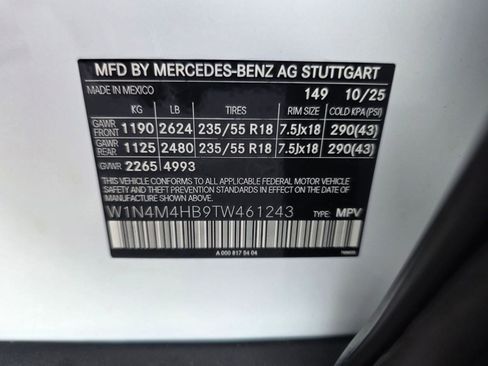 MFD BY MERCEDES-BENZ AG STUTTGART
MADE IN MEXICO 149 10/25
KG LB TIRES RIM SIZE COLD KPA(PSI)
GAWR FRONT 1190 2624 235/55 R18 7.5Jx18 290(43)
GAWR REAR 1125 2480 235/55 R18 7.5Jx18 290(43)
GVWR 2265 4993
THIS VEHICLE CONFORMS TO ALL APPLICABLE FEDERAL MOTOR VEHICLE
SAFETY AND THEFT PREVENTION STANDARDS IN EFFECT ON THE DATE
OF MANUFACTURE SHOWN ABOVE.
W1N4M4HB9TW461243 TYPE: MPV
A 000 817 54 04